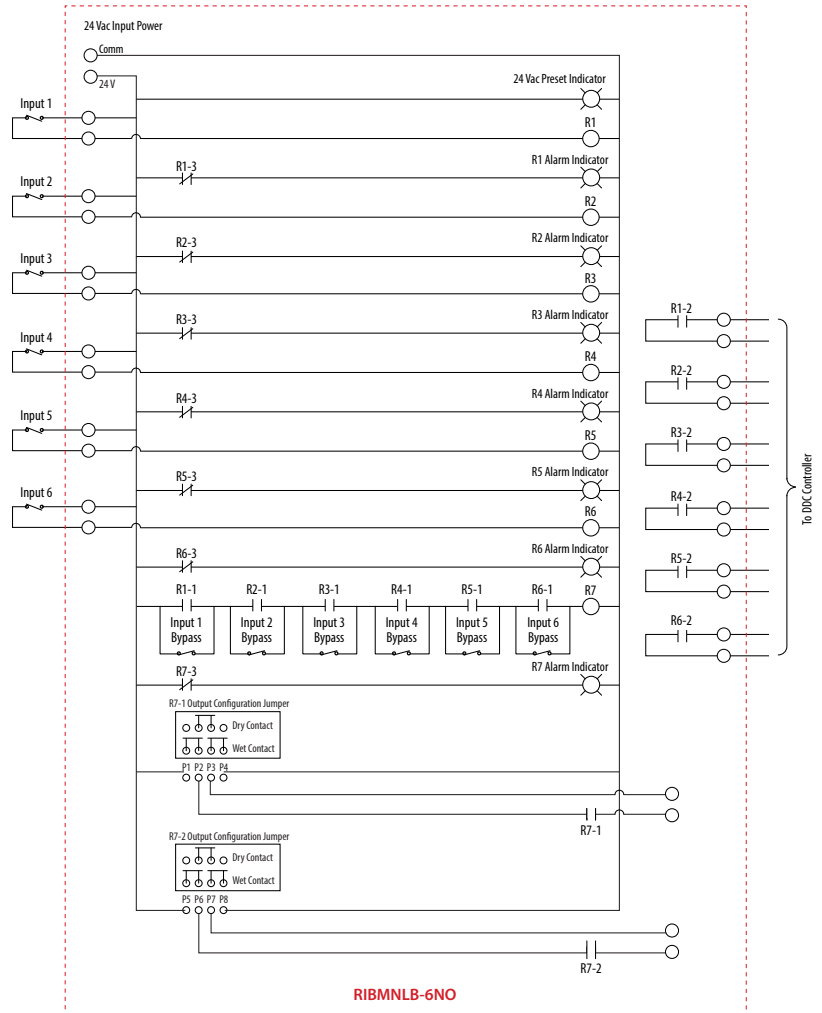 24 Vac Input Power
Comm
24 V
24 Vac Preset Indicator
Input 1
R1
R1-3
R1 Alarm Indicator
Input 2
R2
R2-3
R2 Alarm Indicator
Input 3
R3
R3-3
R3 Alarm Indicator
Input 4
R4
R4-3
R4 Alarm Indicator
Input 5
R5
R5-3
R5 Alarm Indicator
Input 6
R6
R6-3
R6 Alarm Indicator
R1-1 R2-1 R3-1 R4-1 R5-1 R6-1 R7
Input 1 Input 2 Input 3 Input 4 Input 5 Input 6
Bypass Bypass Bypass Bypass Bypass Bypass
R7-3
R7 Alarm Indicator
R7-1 Output Configuration Jumper
Dry Contact
Wet Contact
P1 P2 P3 P4
R7-1
R7-2 Output Configuration Jumper
Dry Contact
Wet Contact
P5 P6 P7 P8
R7-2
R1-2
R2-2
R3-2
R4-2
R5-2
R6-2
To DDC Controller
RIBMNLB-6NO